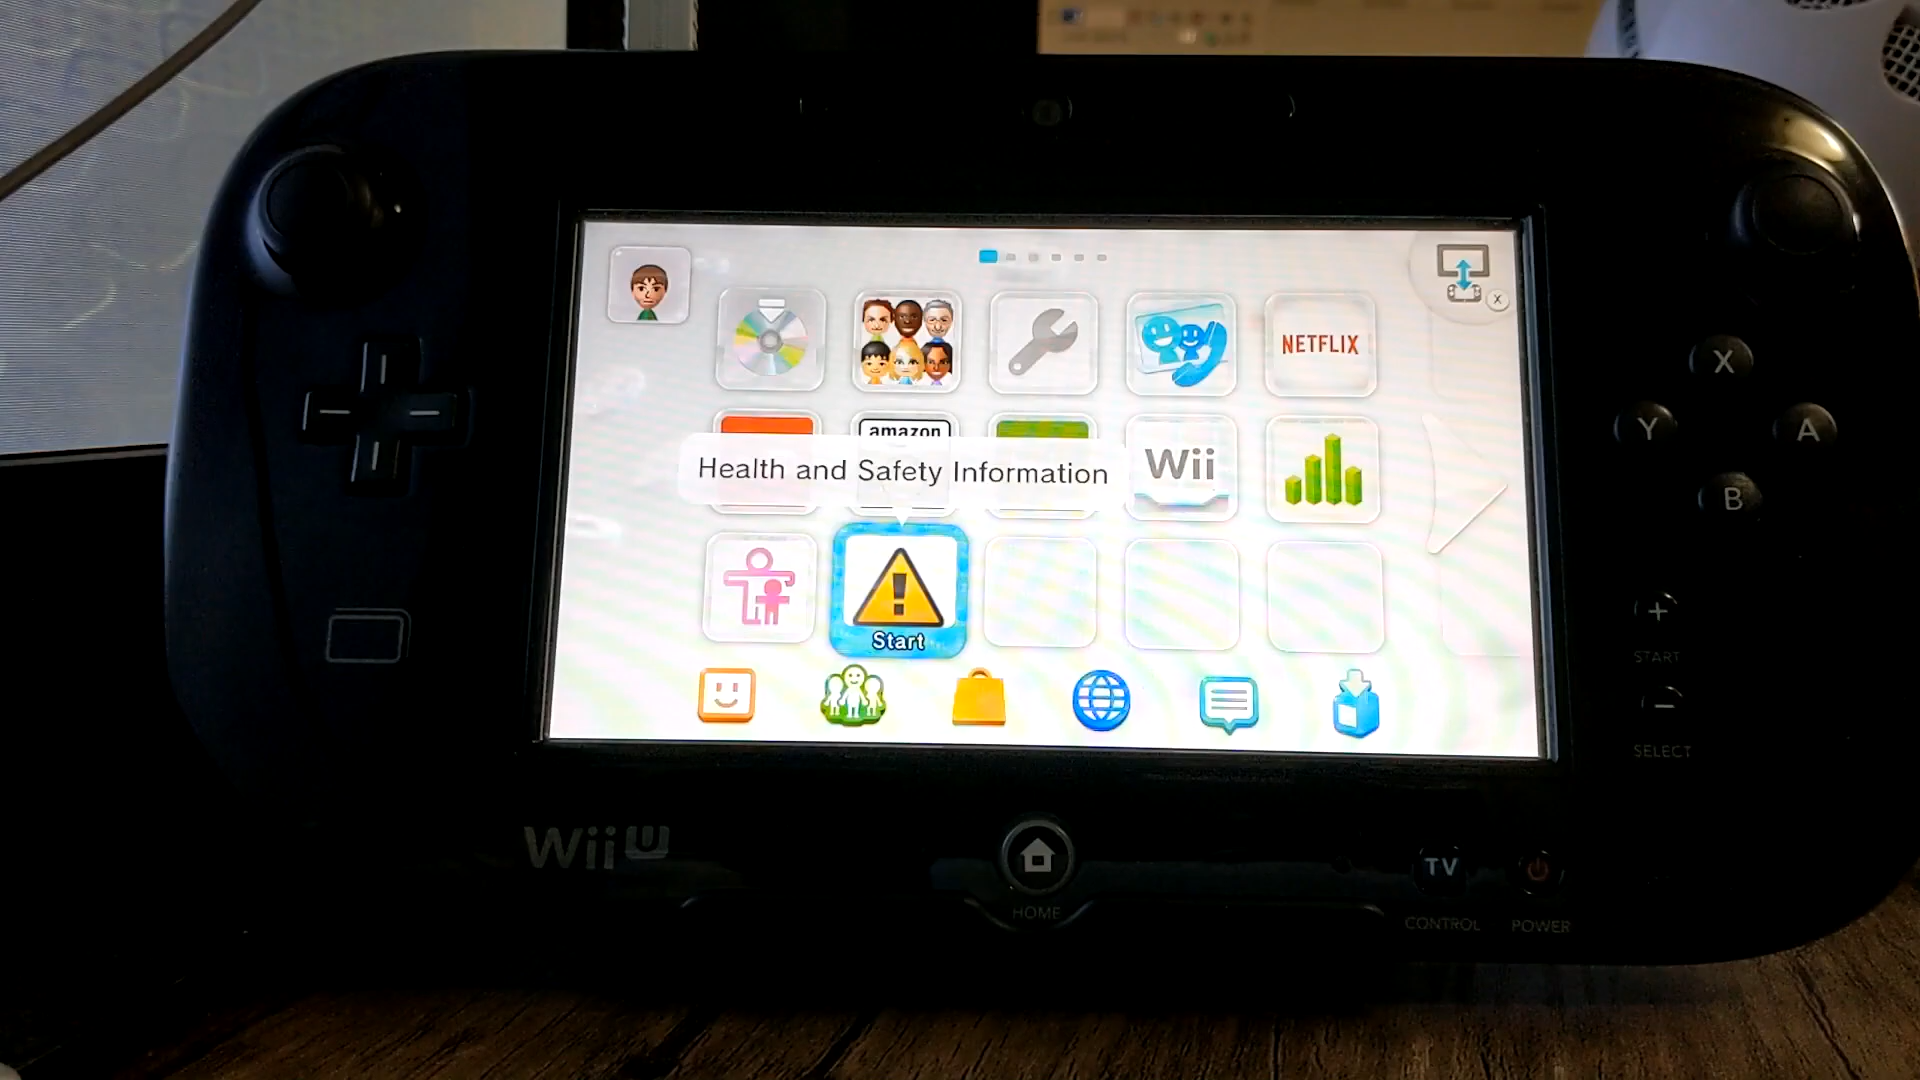 X
NETFLIX
amazon
Health and Safety Information
Wii
Start
X
Y
A
B
+
START
−
SELECT
Wii U
HOME
TV
CONTROL
POWER